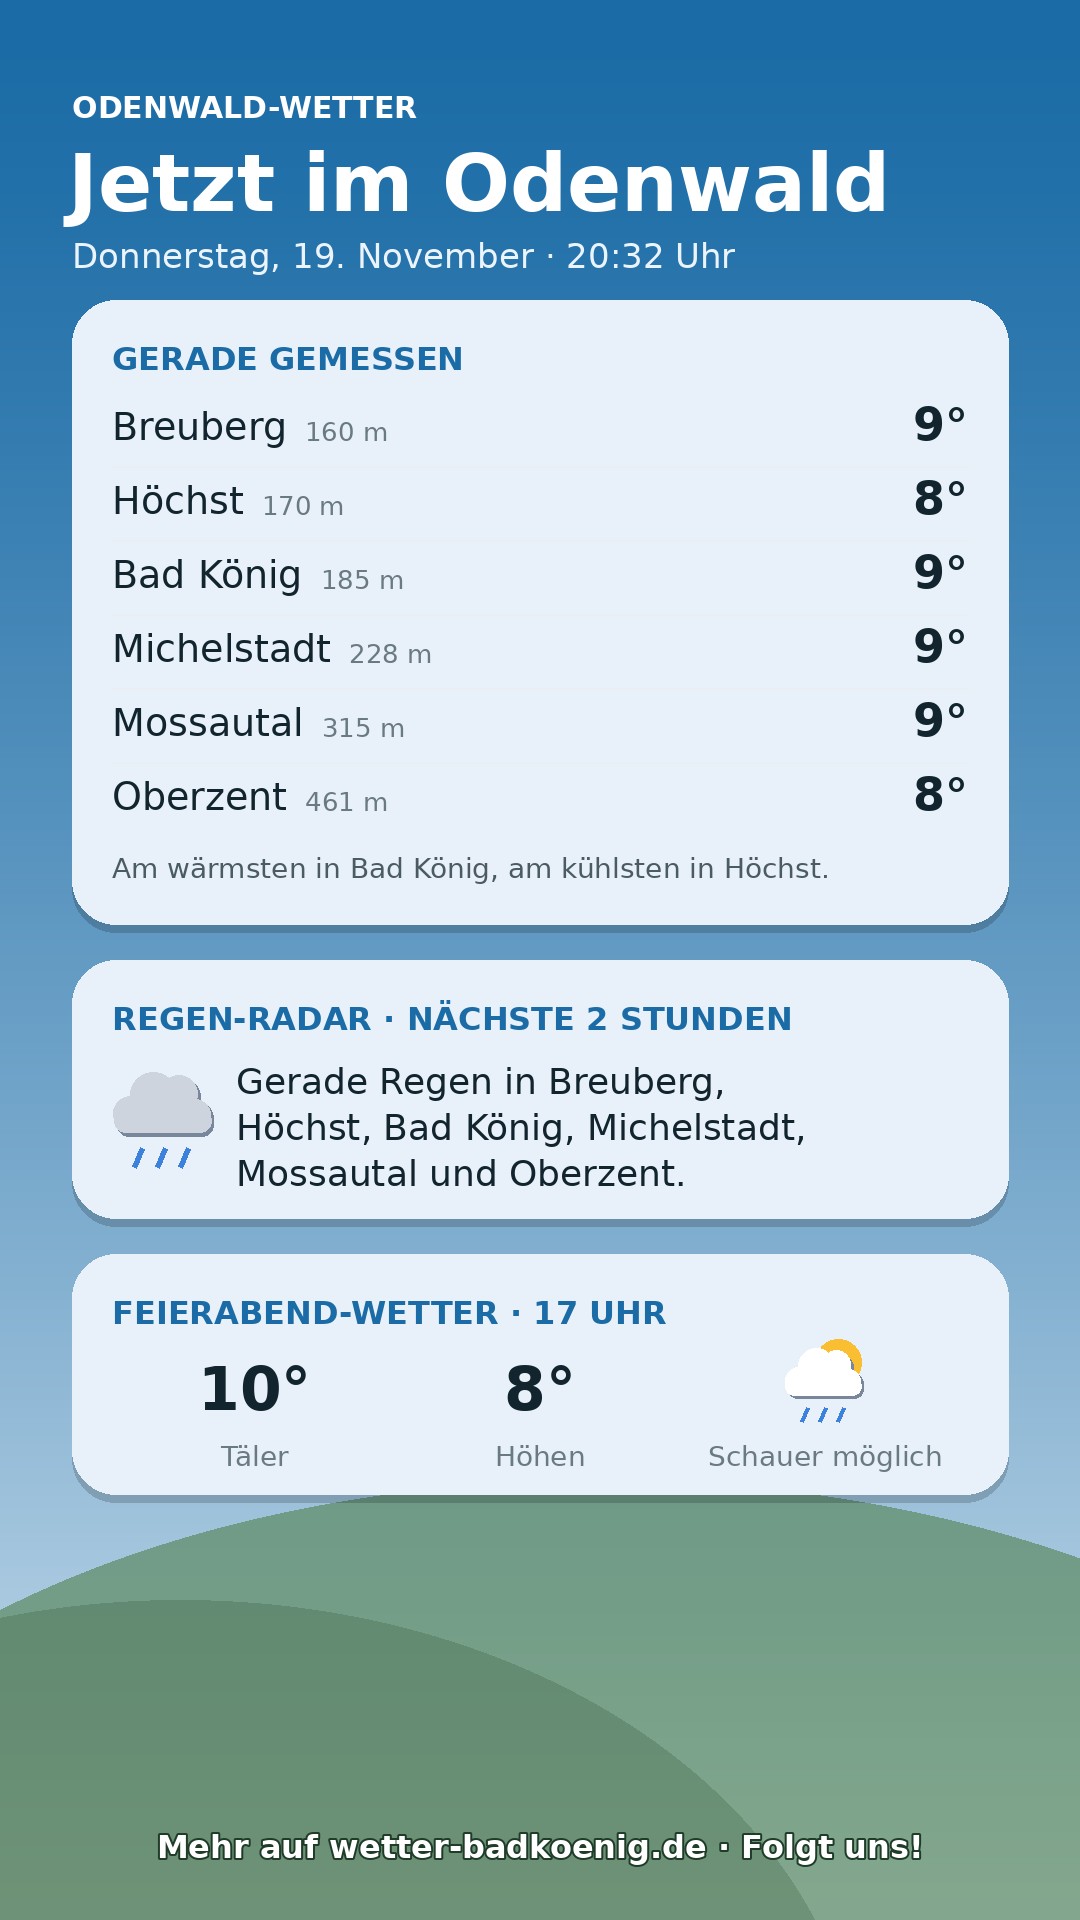 ODENWALD-WETTER
Jetzt im Odenwald
Donnerstag, 19. November · 20:32 Uhr
GERADE GEMESSEN
Breuberg 160 m 9°
Höchst 170 m 8°
Bad König 185 m 9°
Michelstadt 228 m 9°
Mossautal 315 m 9°
Oberzent 461 m 8°
Am wärmsten in Bad König, am kühlsten in Höchst.
REGEN-RADAR · NÄCHSTE 2 STUNDEN
Gerade Regen in Breuberg,
Höchst, Bad König, Michelstadt,
Mossautal und Oberzent.
FEIERABEND-WETTER · 17 UHR
10° 8°
Täler Höhen Schauer möglich
Mehr auf wetter-badkoenig.de · Folgt uns!